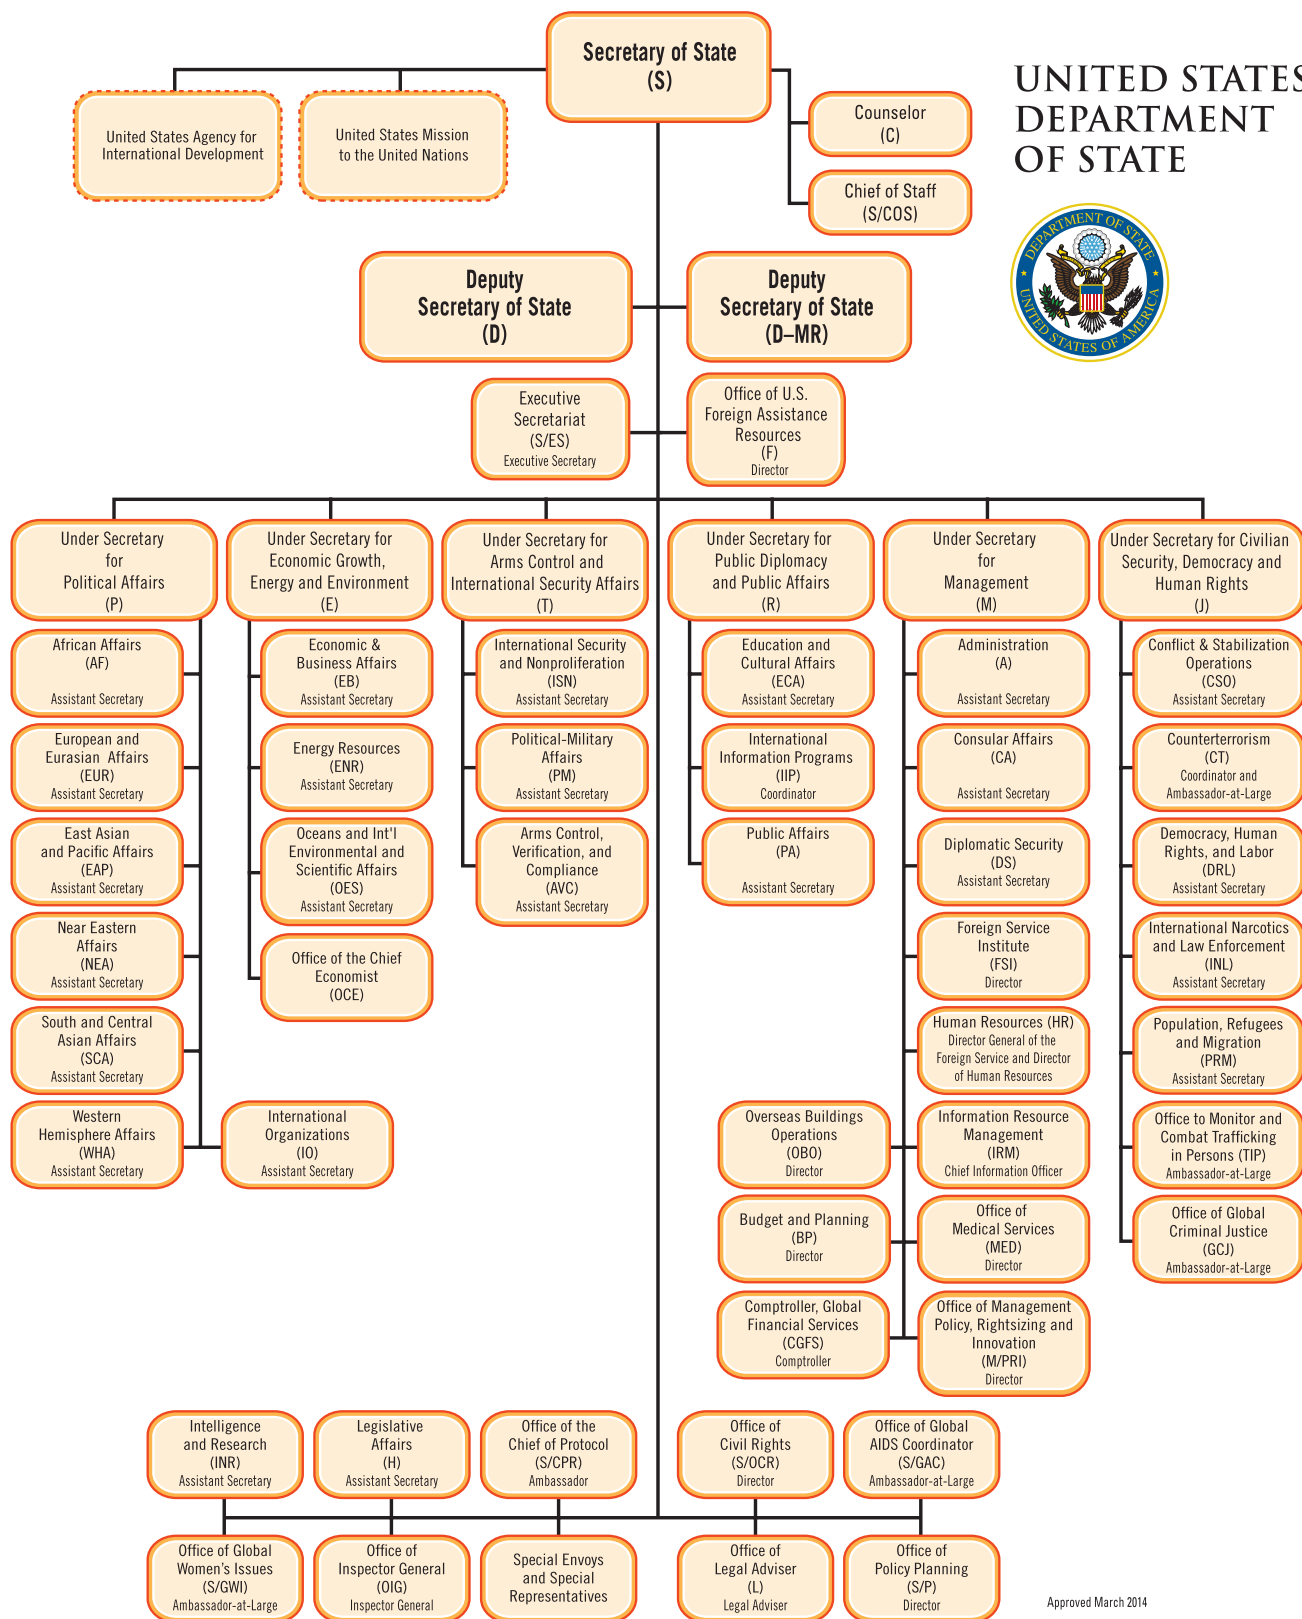 Secretary of State
(S)
UNITED STATES
DEPARTMENT
OF STATE
United States Agency for
International Development
United States Mission
to the United Nations
Counselor
(C)
Chief of Staff
(S/COS)
DEPARTMENT OF STATE
UNITED STATES OF AMERICA
Deputy
Secretary of State
(D)
Deputy
Secretary of State
(D–MR)
Executive
Secretariat
(S/ES)
Executive Secretary
Office of U.S.
Foreign Assistance
Resources
(F)
Director
Under Secretary
for
Political Affairs
(P)
Under Secretary for
Economic Growth,
Energy and Environment
(E)
Under Secretary for
Arms Control and
International Security Affairs
(T)
Under Secretary for
Public Diplomacy
and Public Affairs
(R)
Under Secretary
for
Management
(M)
Under Secretary for Civilian
Security, Democracy and
Human Rights
(J)
African Affairs
(AF)
Assistant Secretary
European and
Eurasian Affairs
(EUR)
Assistant Secretary
East Asian
and Pacific Affairs
(EAP)
Assistant Secretary
Near Eastern
Affairs
(NEA)
Assistant Secretary
South and Central
Asian Affairs
(SCA)
Assistant Secretary
Western
Hemisphere Affairs
(WHA)
Assistant Secretary
International
Organizations
(IO)
Assistant Secretary
Economic &
Business Affairs
(EB)
Assistant Secretary
Energy Resources
(ENR)
Assistant Secretary
Oceans and Int'l
Environmental and
Scientific Affairs
(OES)
Assistant Secretary
Office of the Chief
Economist
(OCE)
International Security
and Nonproliferation
(ISN)
Assistant Secretary
Political-Military
Affairs
(PM)
Assistant Secretary
Arms Control,
Verification, and
Compliance
(AVC)
Assistant Secretary
Education and
Cultural Affairs
(ECA)
Assistant Secretary
International
Information Programs
(IIP)
Coordinator
Public Affairs
(PA)
Assistant Secretary
Administration
(A)
Assistant Secretary
Consular Affairs
(CA)
Assistant Secretary
Diplomatic Security
(DS)
Assistant Secretary
Foreign Service
Institute
(FSI)
Director
Human Resources (HR)
Director General of the
Foreign Service and Director
of Human Resources
Overseas Buildings
Operations
(OBO)
Director
Information Resource
Management
(IRM)
Chief Information Officer
Budget and Planning
(BP)
Director
Office of
Medical Services
(MED)
Director
Comptroller, Global
Financial Services
(CGFS)
Comptroller
Office of Management
Policy, Rightsizing and
Innovation
(M/PRI)
Director
Conflict & Stabilization
Operations
(CSO)
Assistant Secretary
Counterterrorism
(CT)
Coordinator and
Ambassador-at-Large
Democracy, Human
Rights, and Labor
(DRL)
Assistant Secretary
International Narcotics
and Law Enforcement
(INL)
Assistant Secretary
Population, Refugees
and Migration
(PRM)
Assistant Secretary
Office to Monitor and
Combat Trafficking
in Persons (TIP)
Ambassador-at-Large
Office of Global
Criminal Justice
(GCJ)
Ambassador-at-Large
Intelligence
and Research
(INR)
Assistant Secretary
Legislative
Affairs
(H)
Assistant Secretary
Office of the
Chief of Protocol
(S/CPR)
Ambassador
Office of
Civil Rights
(S/OCR)
Director
Office of Global
AIDS Coordinator
(S/GAC)
Ambassador-at-Large
Office of Global
Women's Issues
(S/GWI)
Ambassador-at-Large
Office of
Inspector General
(OIG)
Inspector General
Special Envoys
and Special
Representatives
Office of
Legal Adviser
(L)
Legal Adviser
Office of
Policy Planning
(S/P)
Director
Approved March 2014